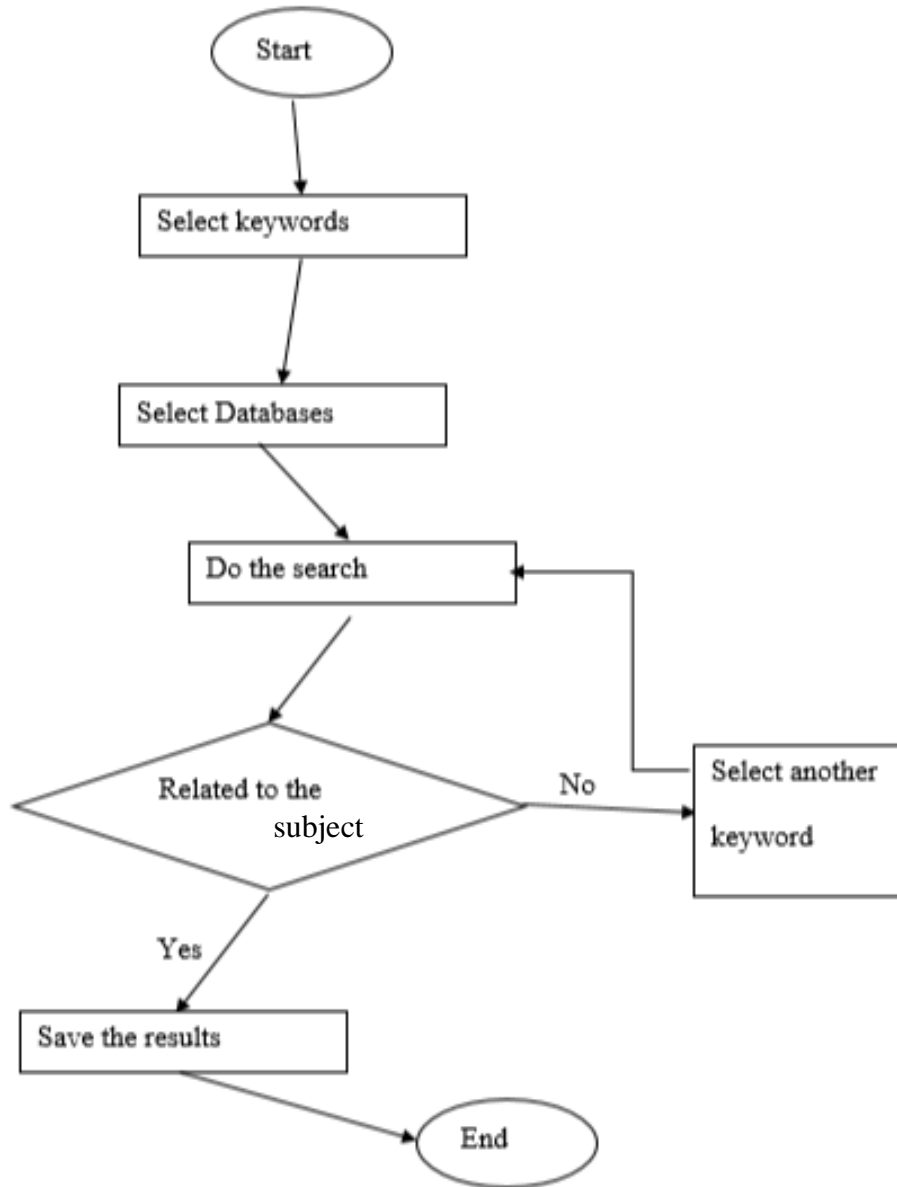 Start
Select keywords
Select Databases
Do the search
Related to the
subject
No
Select another
keyword
Yes
Save the results
End